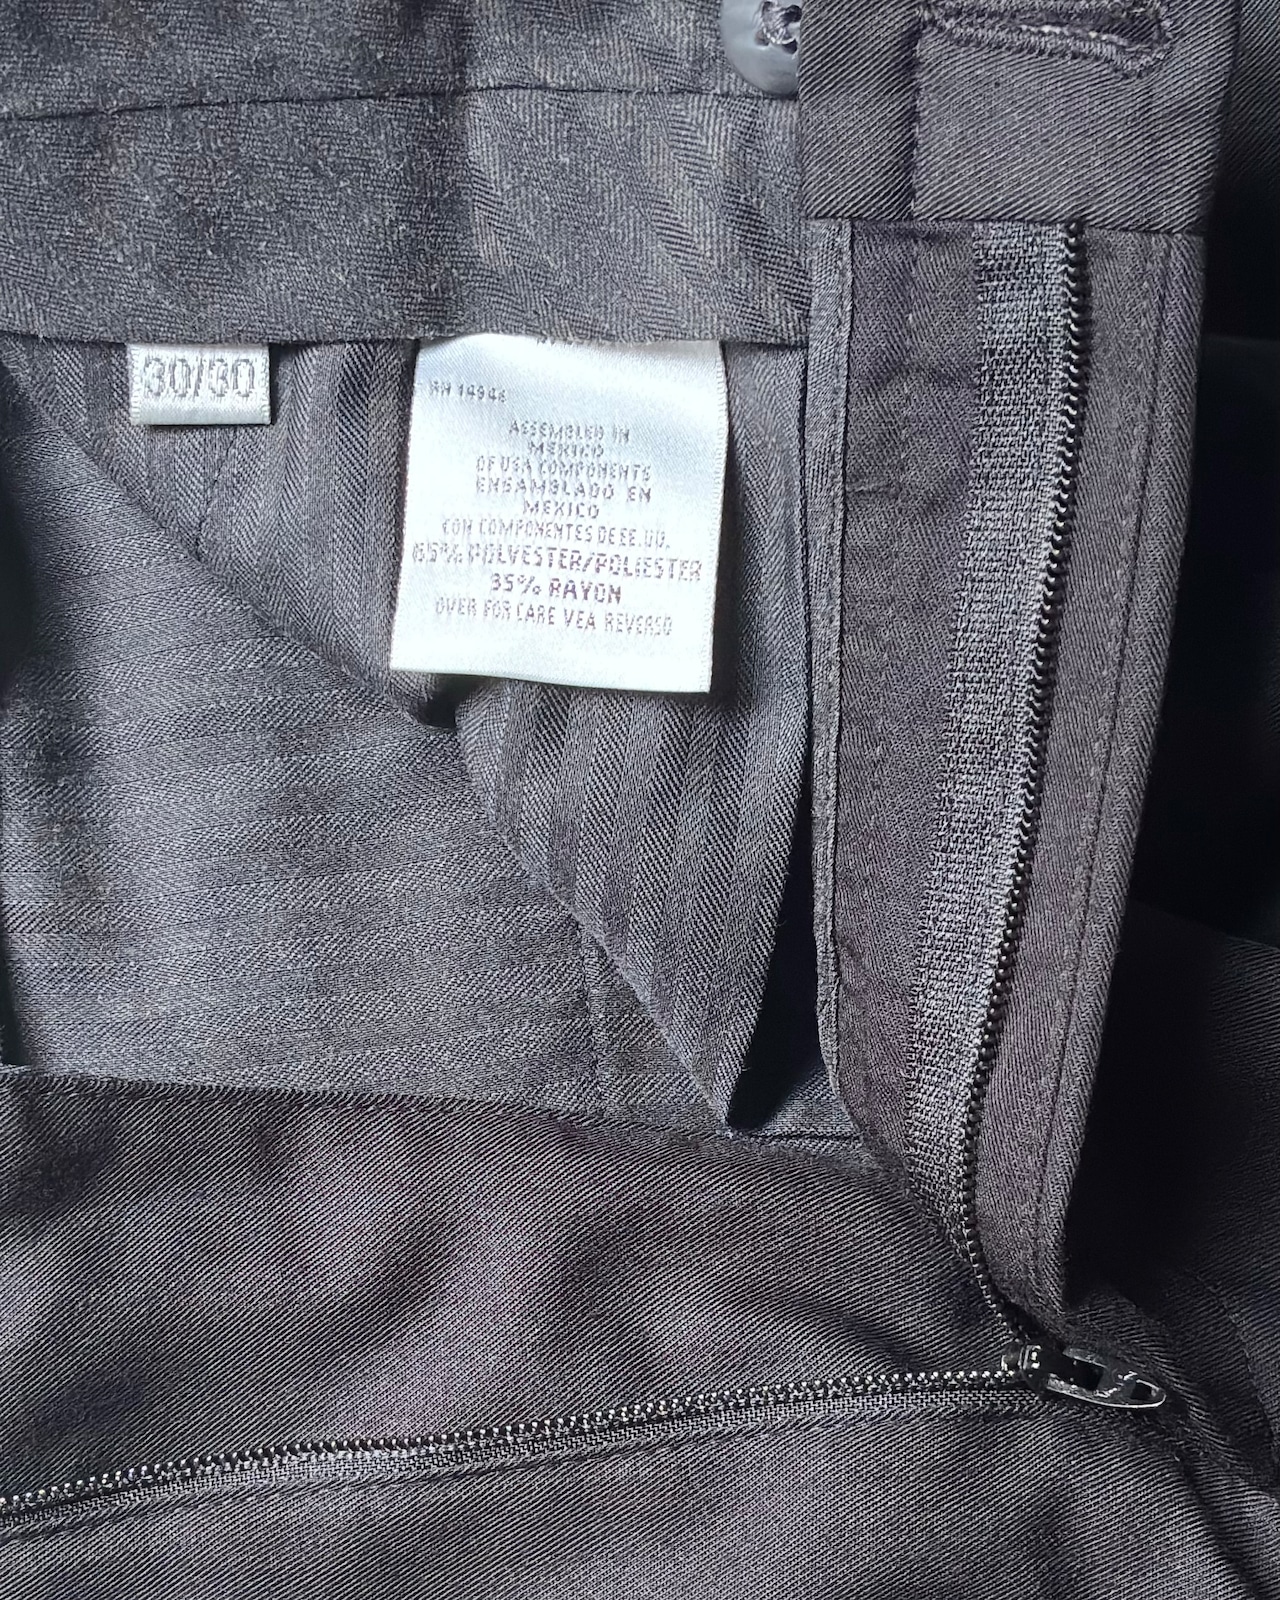 30/30
RN 14946
ASSEMBLED IN
MEXICO
OF USA COMPONENTS
ENSAMBLADO EN
MEXICO
CON COMPONENTES DE EE.UU.
65% POLYESTER/POLIESTER
35% RAYON
OVER FOR CARE VEA REVERSO